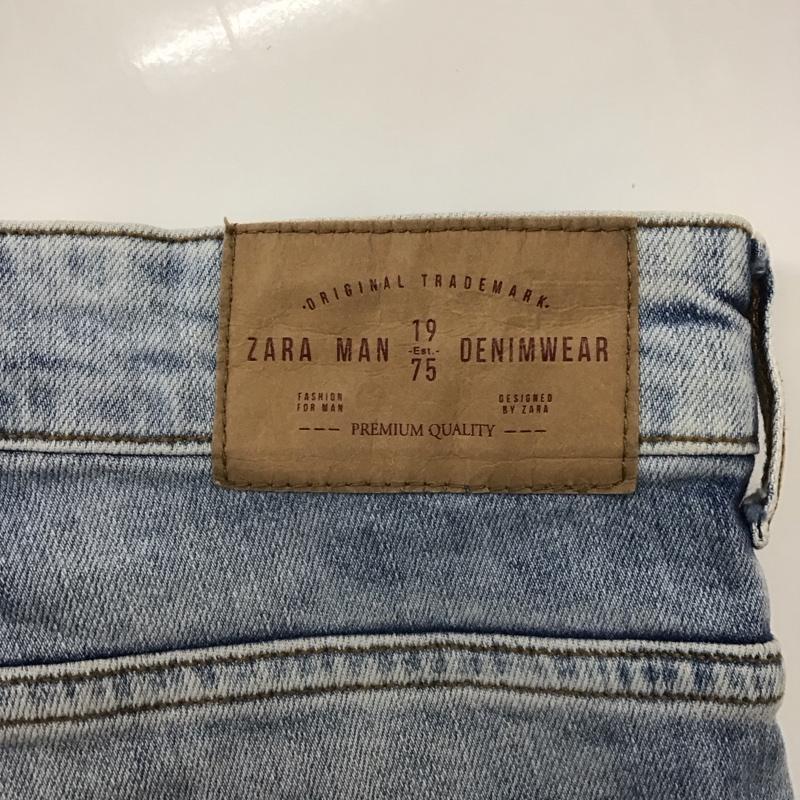 ·ORIGINAL TRADEMARK·
ZARA MAN 19 -Est.- 75 DENIMWEAR
FASHION FOR MAN
DESIGNED BY ZARA
--- PREMIUM QUALITY ---